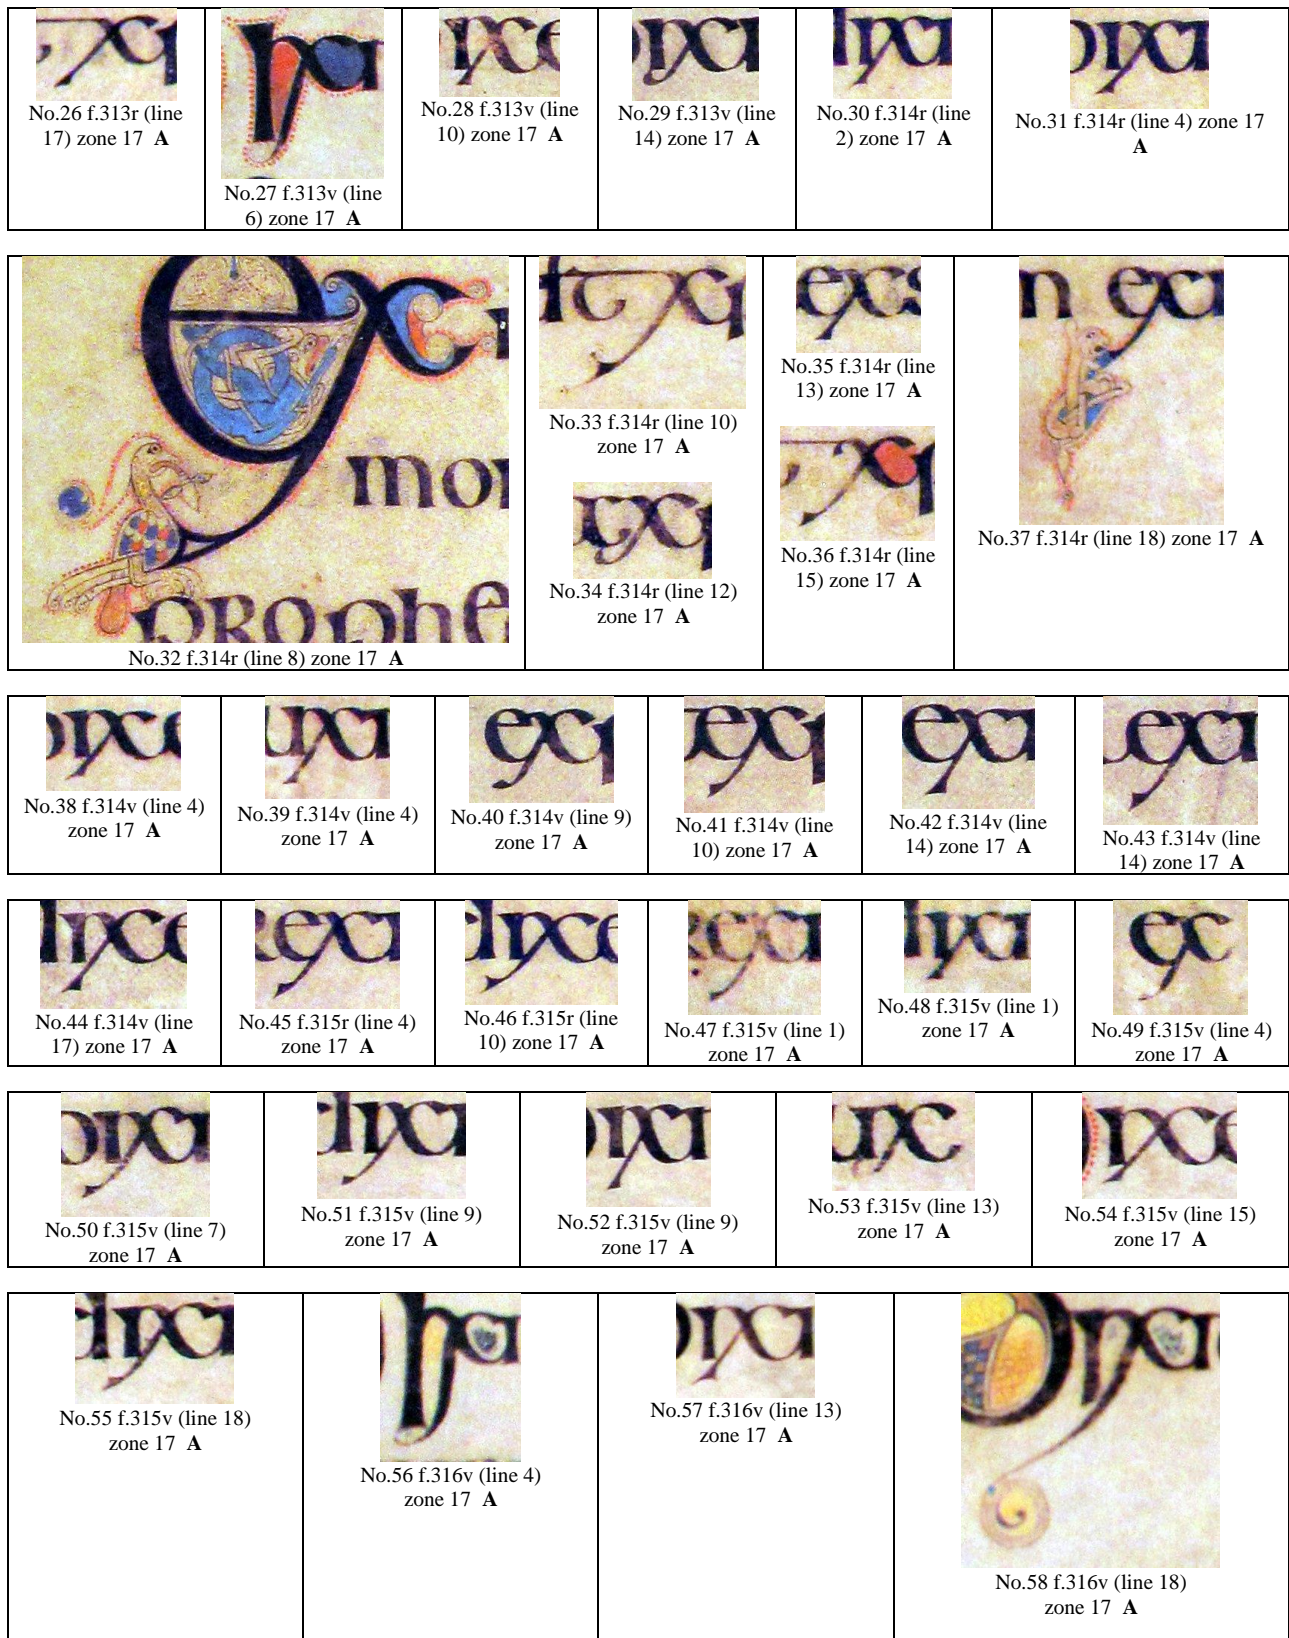 No.26 f.313r (line
17) zone 17 A
No.27 f.313v (line
6) zone 17 A
No.28 f.313v (line
10) zone 17 A
No.29 f.313v (line
14) zone 17 A
No.30 f.314r (line
2) zone 17 A
No.31 f.314r (line 4) zone 17
A
mo
prophe
No.32 f.314r (line 8) zone 17 A
No.33 f.314r (line 10)
zone 17 A
No.34 f.314r (line 12)
zone 17 A
No.35 f.314r (line
13) zone 17 A
No.36 f.314r (line
15) zone 17 A
No.37 f.314r (line 18) zone 17 A
No.38 f.314v (line 4)
zone 17 A
No.39 f.314v (line 4)
zone 17 A
No.40 f.314v (line 9)
zone 17 A
No.41 f.314v (line
10) zone 17 A
No.42 f.314v (line
14) zone 17 A
No.43 f.314v (line
14) zone 17 A
No.44 f.314v (line
17) zone 17 A
No.45 f.315r (line 4)
zone 17 A
No.46 f.315r (line
10) zone 17 A
No.47 f.315v (line 1)
zone 17 A
No.48 f.315v (line 1)
zone 17 A
No.49 f.315v (line 4)
zone 17 A
No.50 f.315v (line 7)
zone 17 A
No.51 f.315v (line 9)
zone 17 A
No.52 f.315v (line 9)
zone 17 A
No.53 f.315v (line 13)
zone 17 A
No.54 f.315v (line 15)
zone 17 A
No.55 f.315v (line 18)
zone 17 A
No.56 f.316v (line 4)
zone 17 A
No.57 f.316v (line 13)
zone 17 A
No.58 f.316v (line 18)
zone 17 A